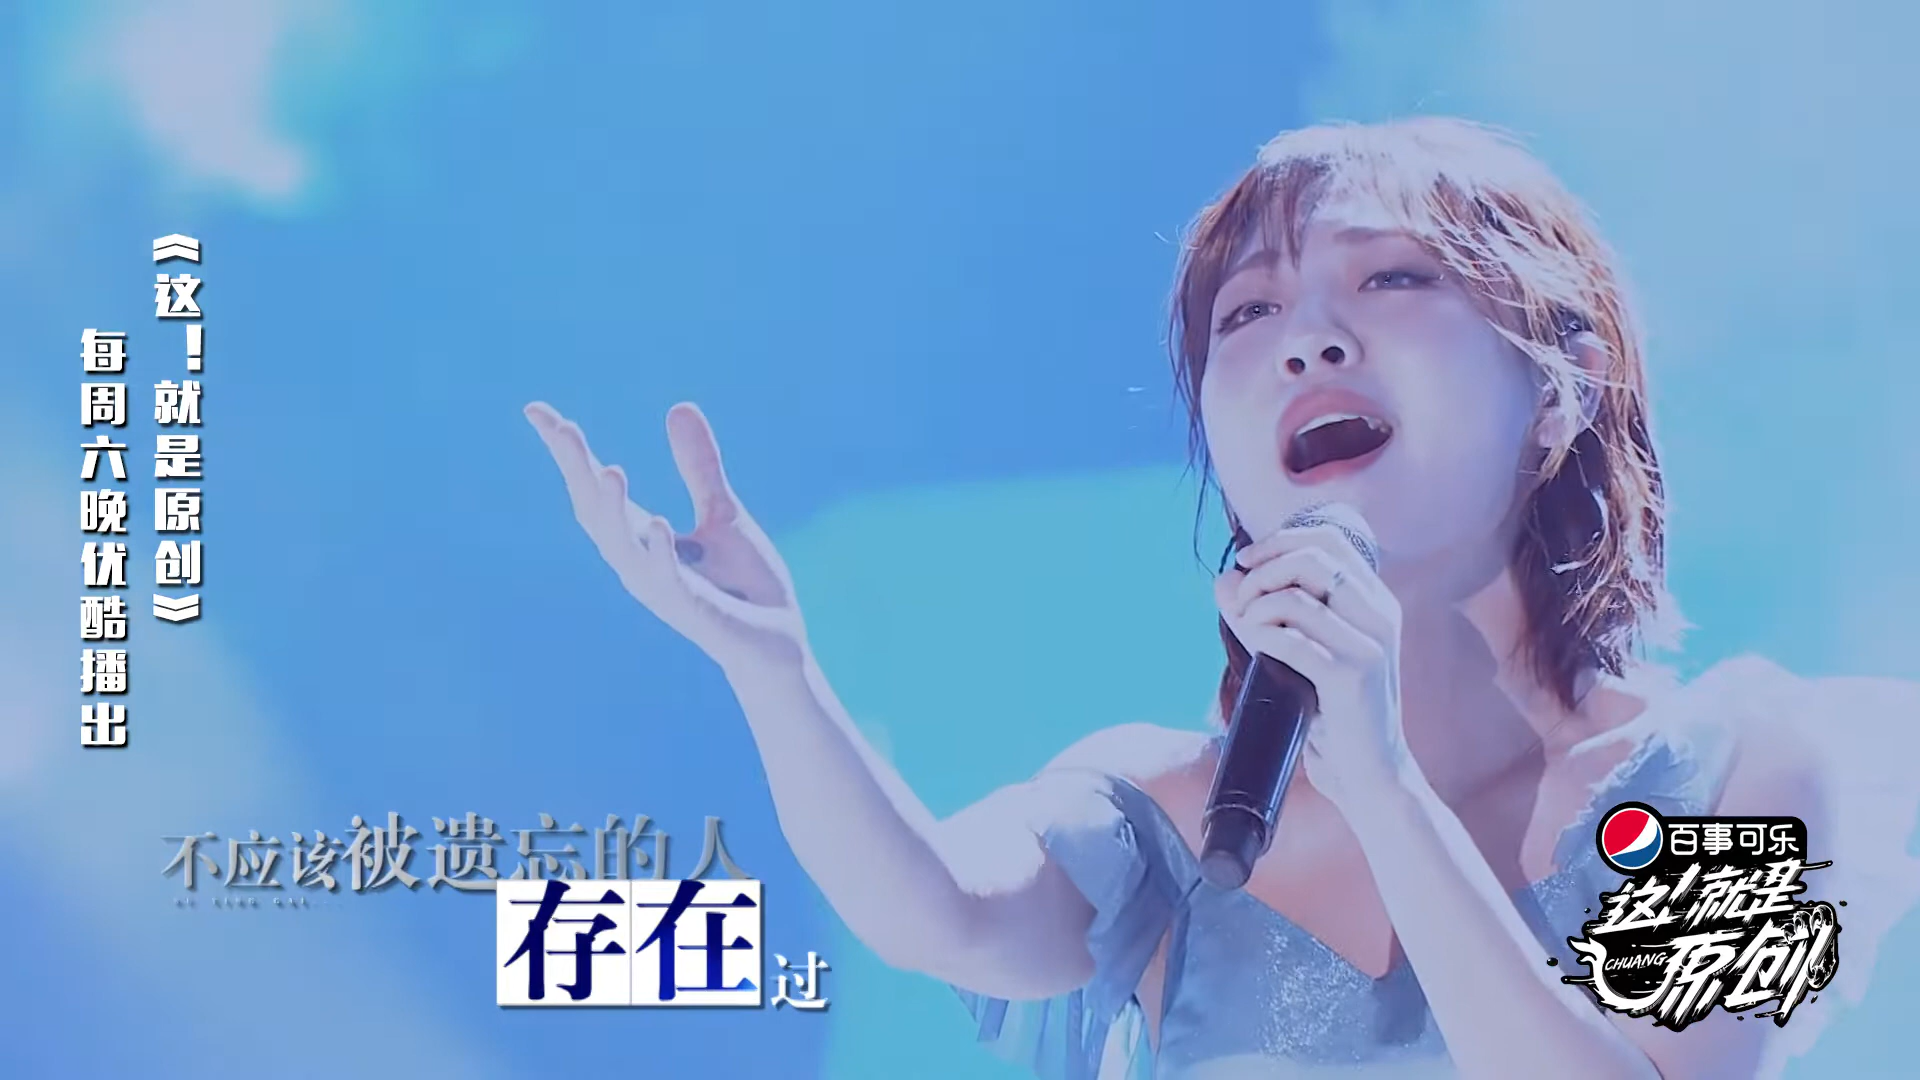 《这！就是原创》
每周六晚优酷播出
不应该被遗忘的人
存在过
百事可乐
这！就是
原创
CHUANG